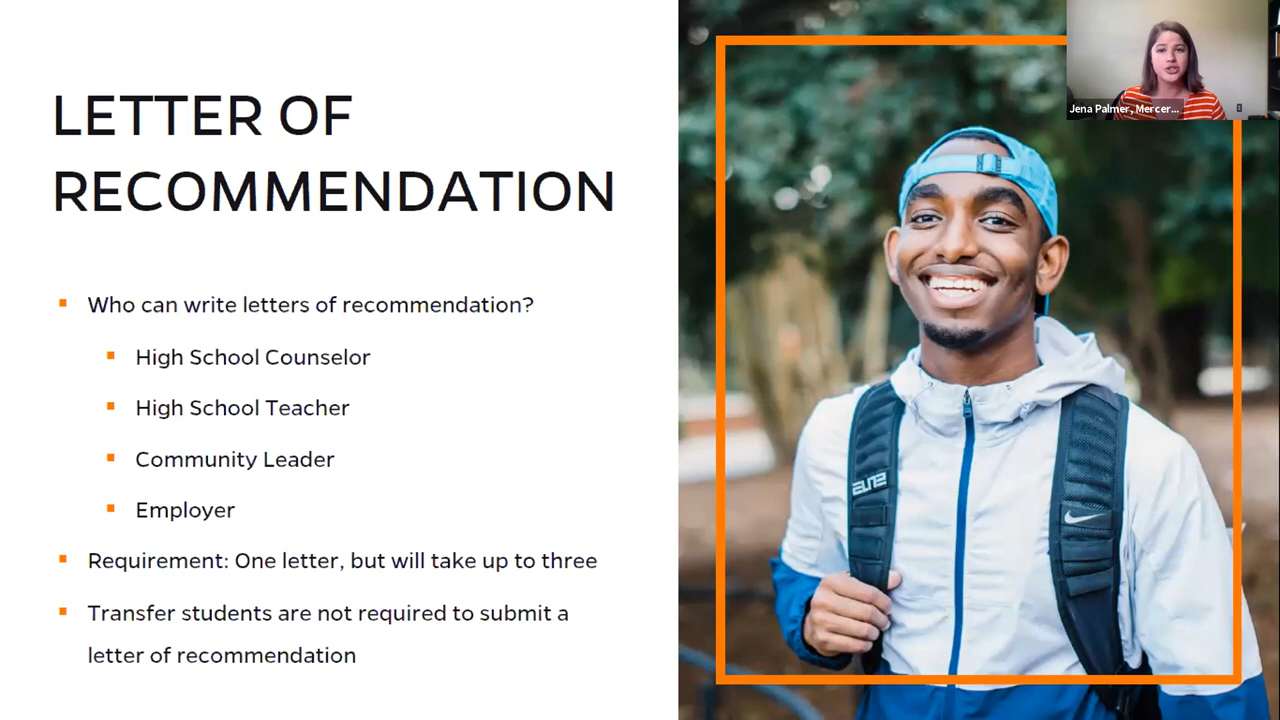 LETTER OF
RECOMMENDATION
Who can write letters of recommendation?
High School Counselor
High School Teacher
Community Leader
Employer
Requirement: One letter, but will take up to three
Transfer students are not required to submit a
letter of recommendation
Jena Palmer, Mercer...
ELITE